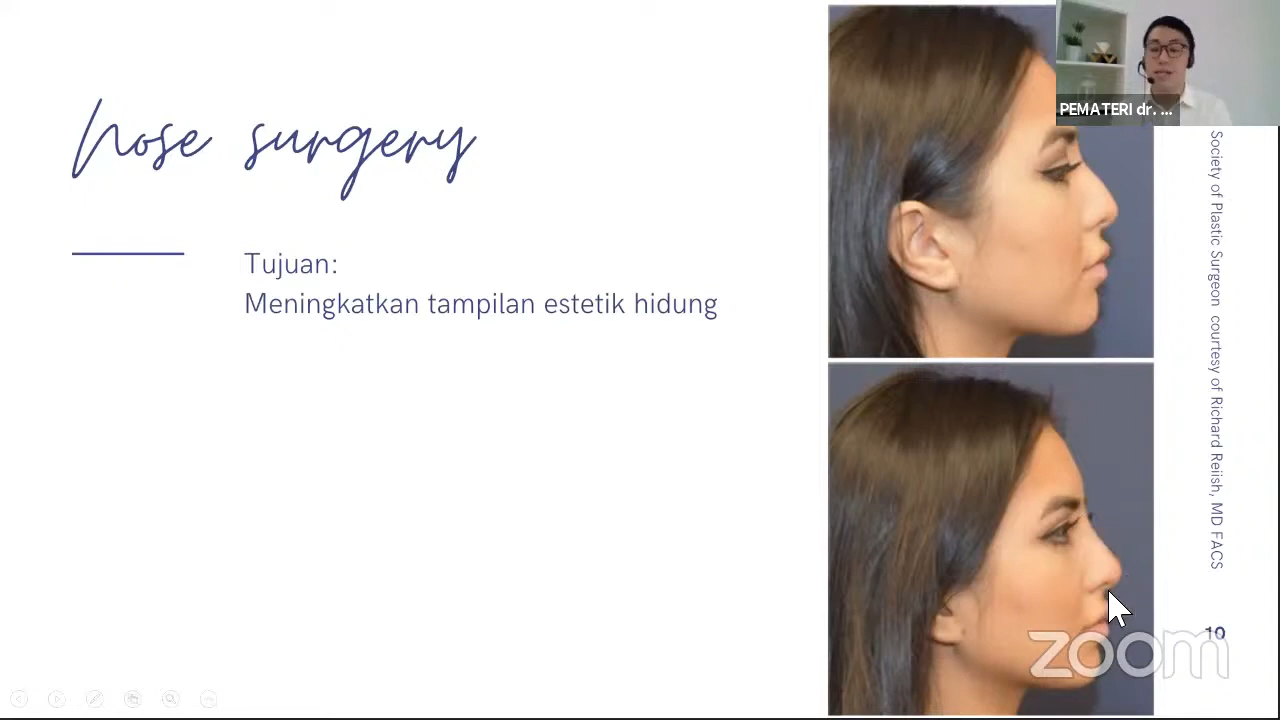 Nose surgery
Tujuan:
Meningkatkan tampilan estetik hidung
PEMATERI dr. ...
Society of Plastic Surgeon courtesy of Richard Reiish, MD FACS
10
zoom